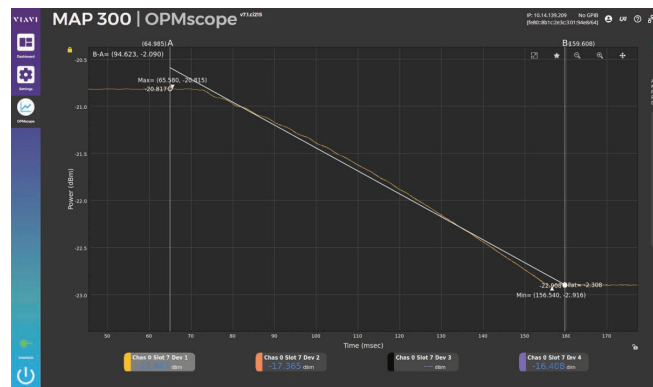 VIAVI
MAP 300 | OPMscope v7.1.ci215
IP: 10.14.139.209 No GPIB
Dashboard
Settings
OPMscope
(64.985) A
B (159.608)
B-A= (94.623, -2.090)
Max= (65.580, -20.815)
-20.817
Min= (156.540, -22.916)
Power (dBm)
-20.5
-21.0
-21.5
-22.0
-22.5
-23.0
50 60 70 80 90 100 110 120 130 140 150 160 170
Time (msec)
Chas 0 Slot 7 Dev 1
dBm
Chas 0 Slot 7 Dev 2
-17.365 dBm
Chas 0 Slot 7 Dev 3
dBm
Chas 0 Slot 7 Dev 4
-16.408 dBm